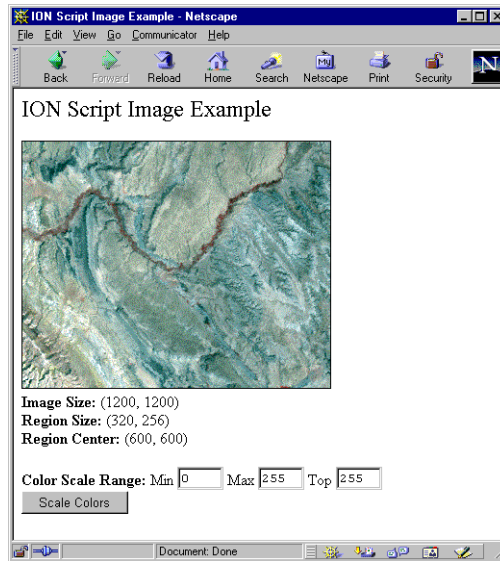 ION Script Image Example - Netscape
File Edit View Go Communicator Help
Back Forward Reload Home Search Netscape Print Security
My
N
ION Script Image Example
Image Size: (1200, 1200)
Region Size: (320, 256)
Region Center: (600, 600)
Color Scale Range: Min 0 Max 255 Top 255
Scale Colors
Document: Done